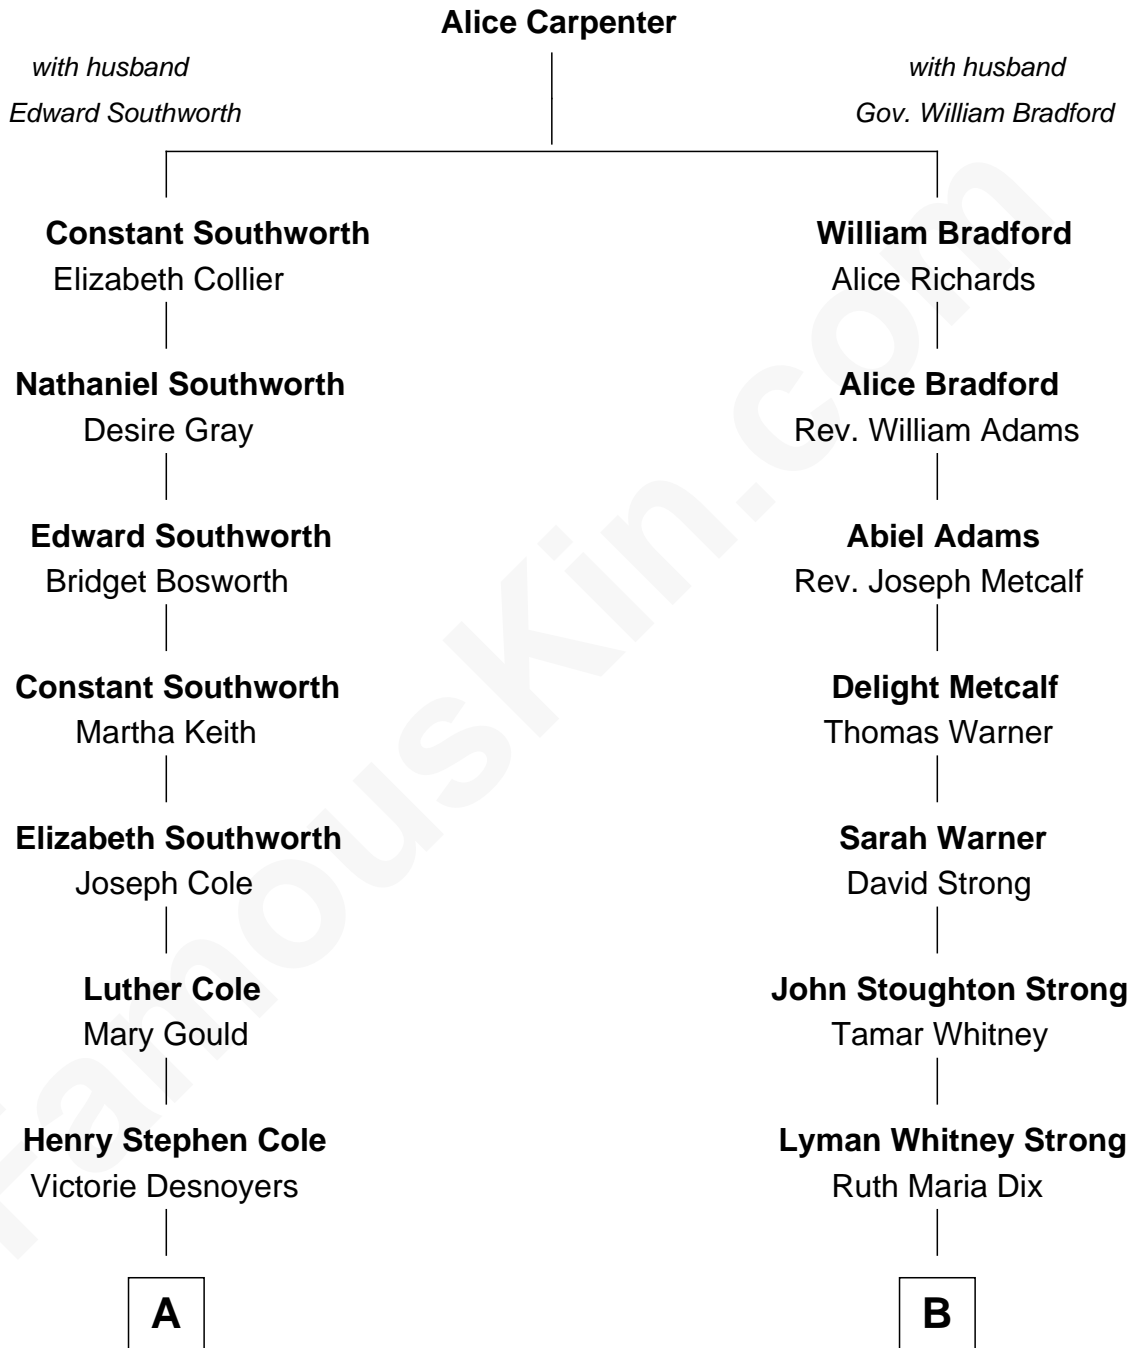 Alice Carpenter
with husband
Edward Southworth
with husband
Gov. William Bradford
Constant Southworth
Elizabeth Collier
William Bradford
Alice Richards
Nathaniel Southworth
Desire Gray
Alice Bradford
Rev. William Adams
Edward Southworth
Bridget Bosworth
Abiel Adams
Rev. Joseph Metcalf
Constant Southworth
Martha Keith
Delight Metcalf
Thomas Warner
Elizabeth Southworth
Joseph Cole
Sarah Warner
David Strong
Luther Cole
Mary Gould
John Stoughton Strong
Tamar Whitney
Henry Stephen Cole
Victorie Desnoyers
Lyman Whitney Strong
Ruth Maria Dix
A
B
FamousKin.com